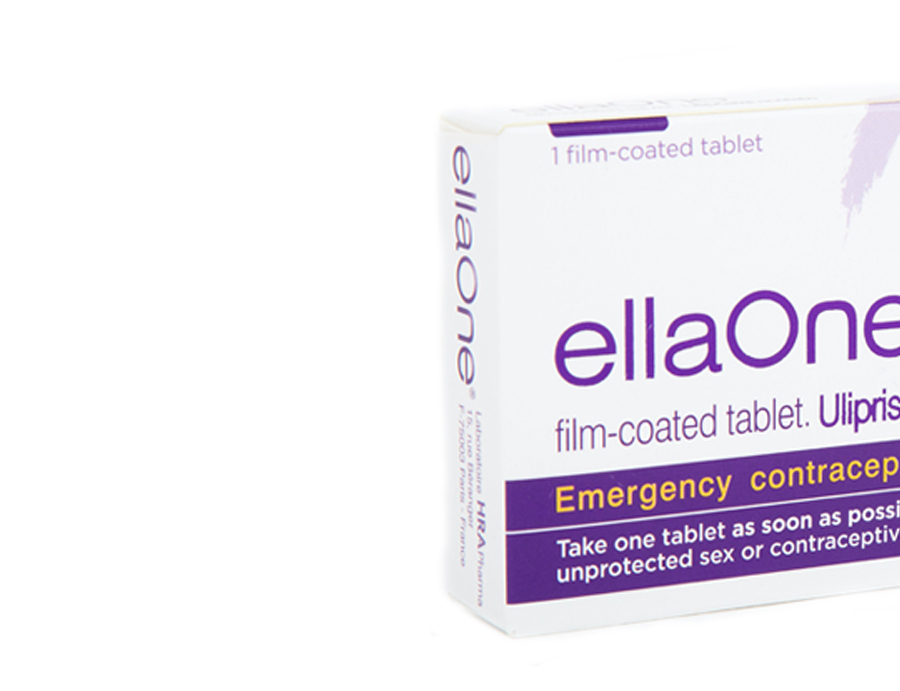 1 film-coated tablet
ellaOne
film-coated tablet. Ulipris
Emergency contracep
Take one tablet as soon as possi
unprotected sex or contraceptiv
ellaOne®
Laboratoire HRA Pharma
15, rue Béranger
F-75003 Paris - France